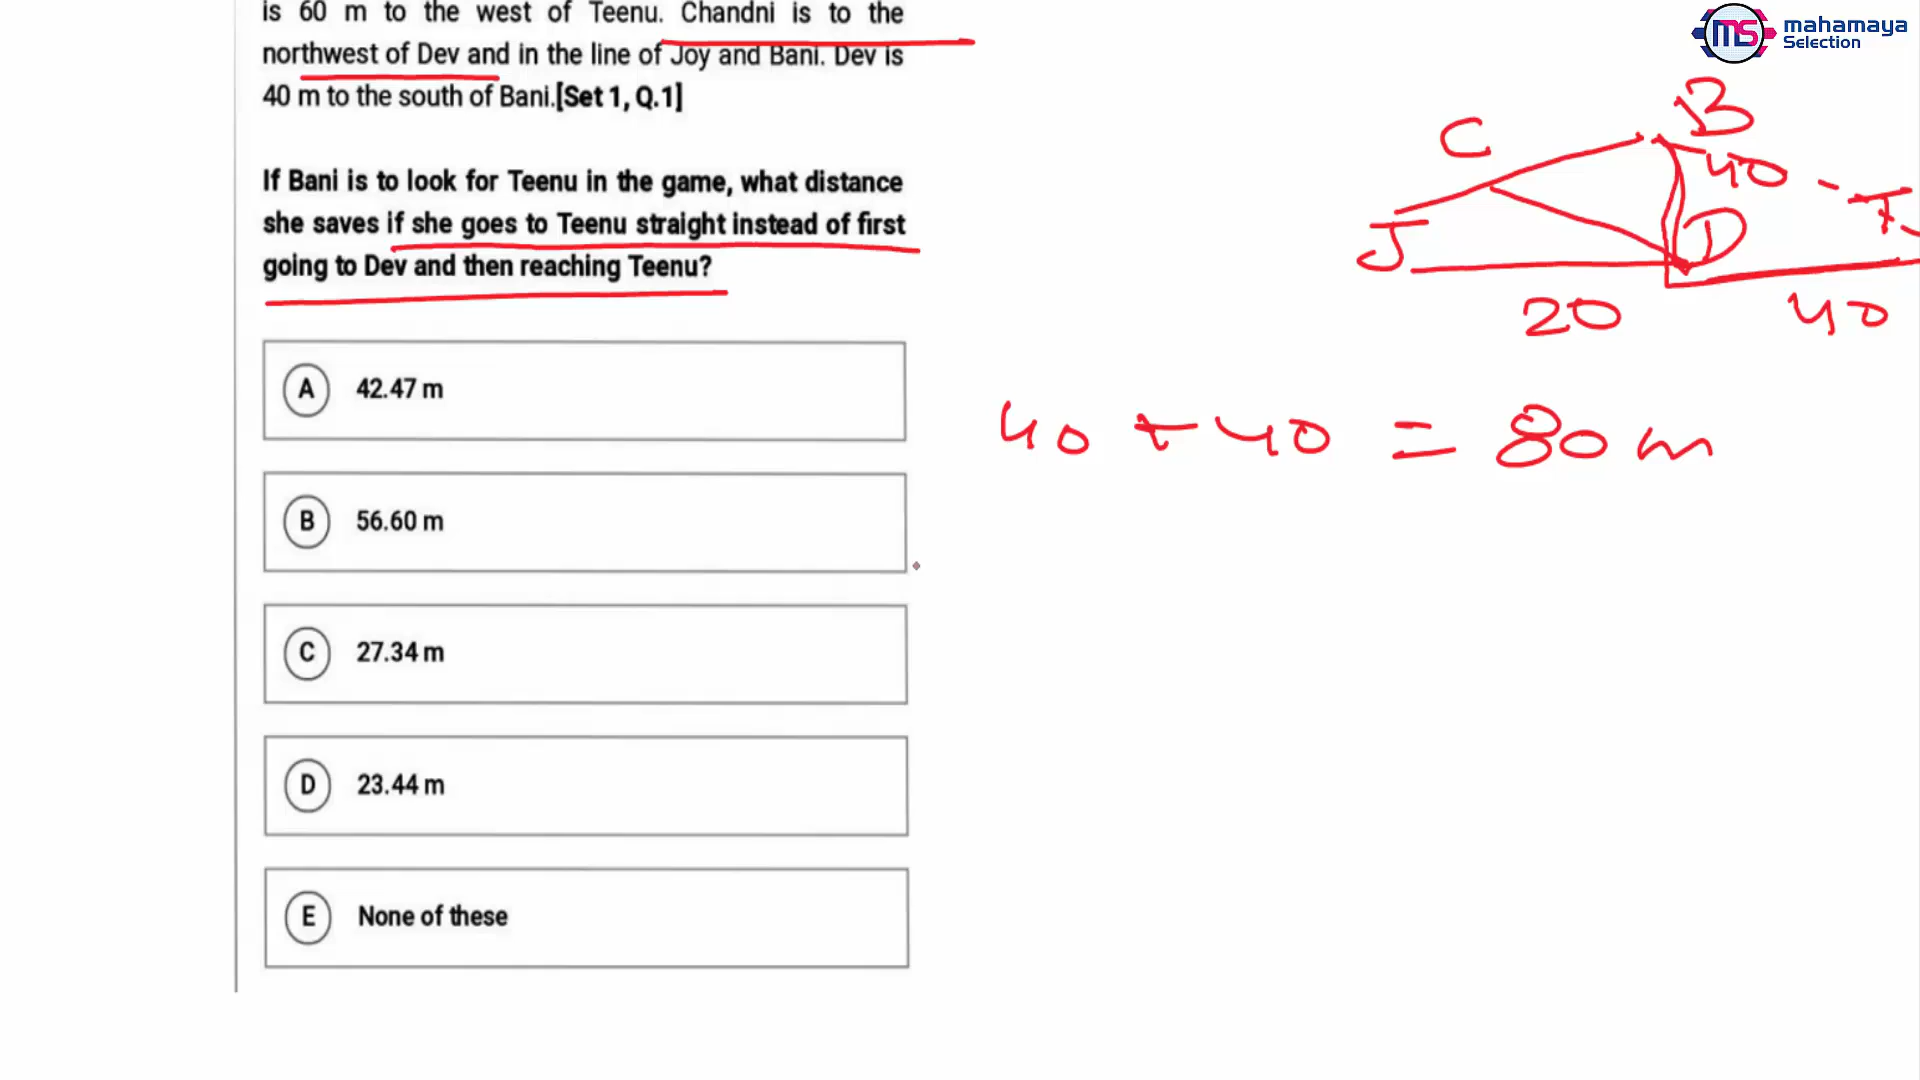 is 60 m to the west of Teenu. Chandni is to the
northwest of Dev and in the line of Joy and Bani. Dev is
40 m to the south of Bani.[Set 1, Q.1]
If Bani is to look for Teenu in the game, what distance
she saves if she goes to Teenu straight instead of first
going to Dev and then reaching Teenu?
A 42.47 m
B 56.60 m
C 27.34 m
D 23.44 m
E None of these
MS mahamaya
Selection
B
C
40
T
D
J
20
40
40 + 40 = 80 m